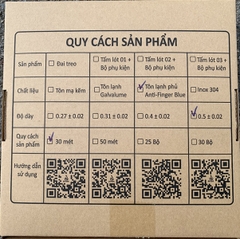 QUY CÁCH SẢN PHẨM
Sản phẩm Đai treo Tấm lót 01 + Bộ phụ kiện Tấm lót 02 + Bộ phụ kiện Tấm lót 03 + Bộ phụ kiện
Chất liệu Tôn mạ kẽm Tôn lạnh Galvalume Tôn lạnh phủ Anti-Finger Blue Inox 304
Độ dày 0.27 ± 0.02 0.31 ± 0.02 0.4 ± 0.02 0.5 ± 0.02
Quy cách sản phẩm 30 mét 50 mét 25 Bộ 30 Bộ
Hướng dẫn sử dụng